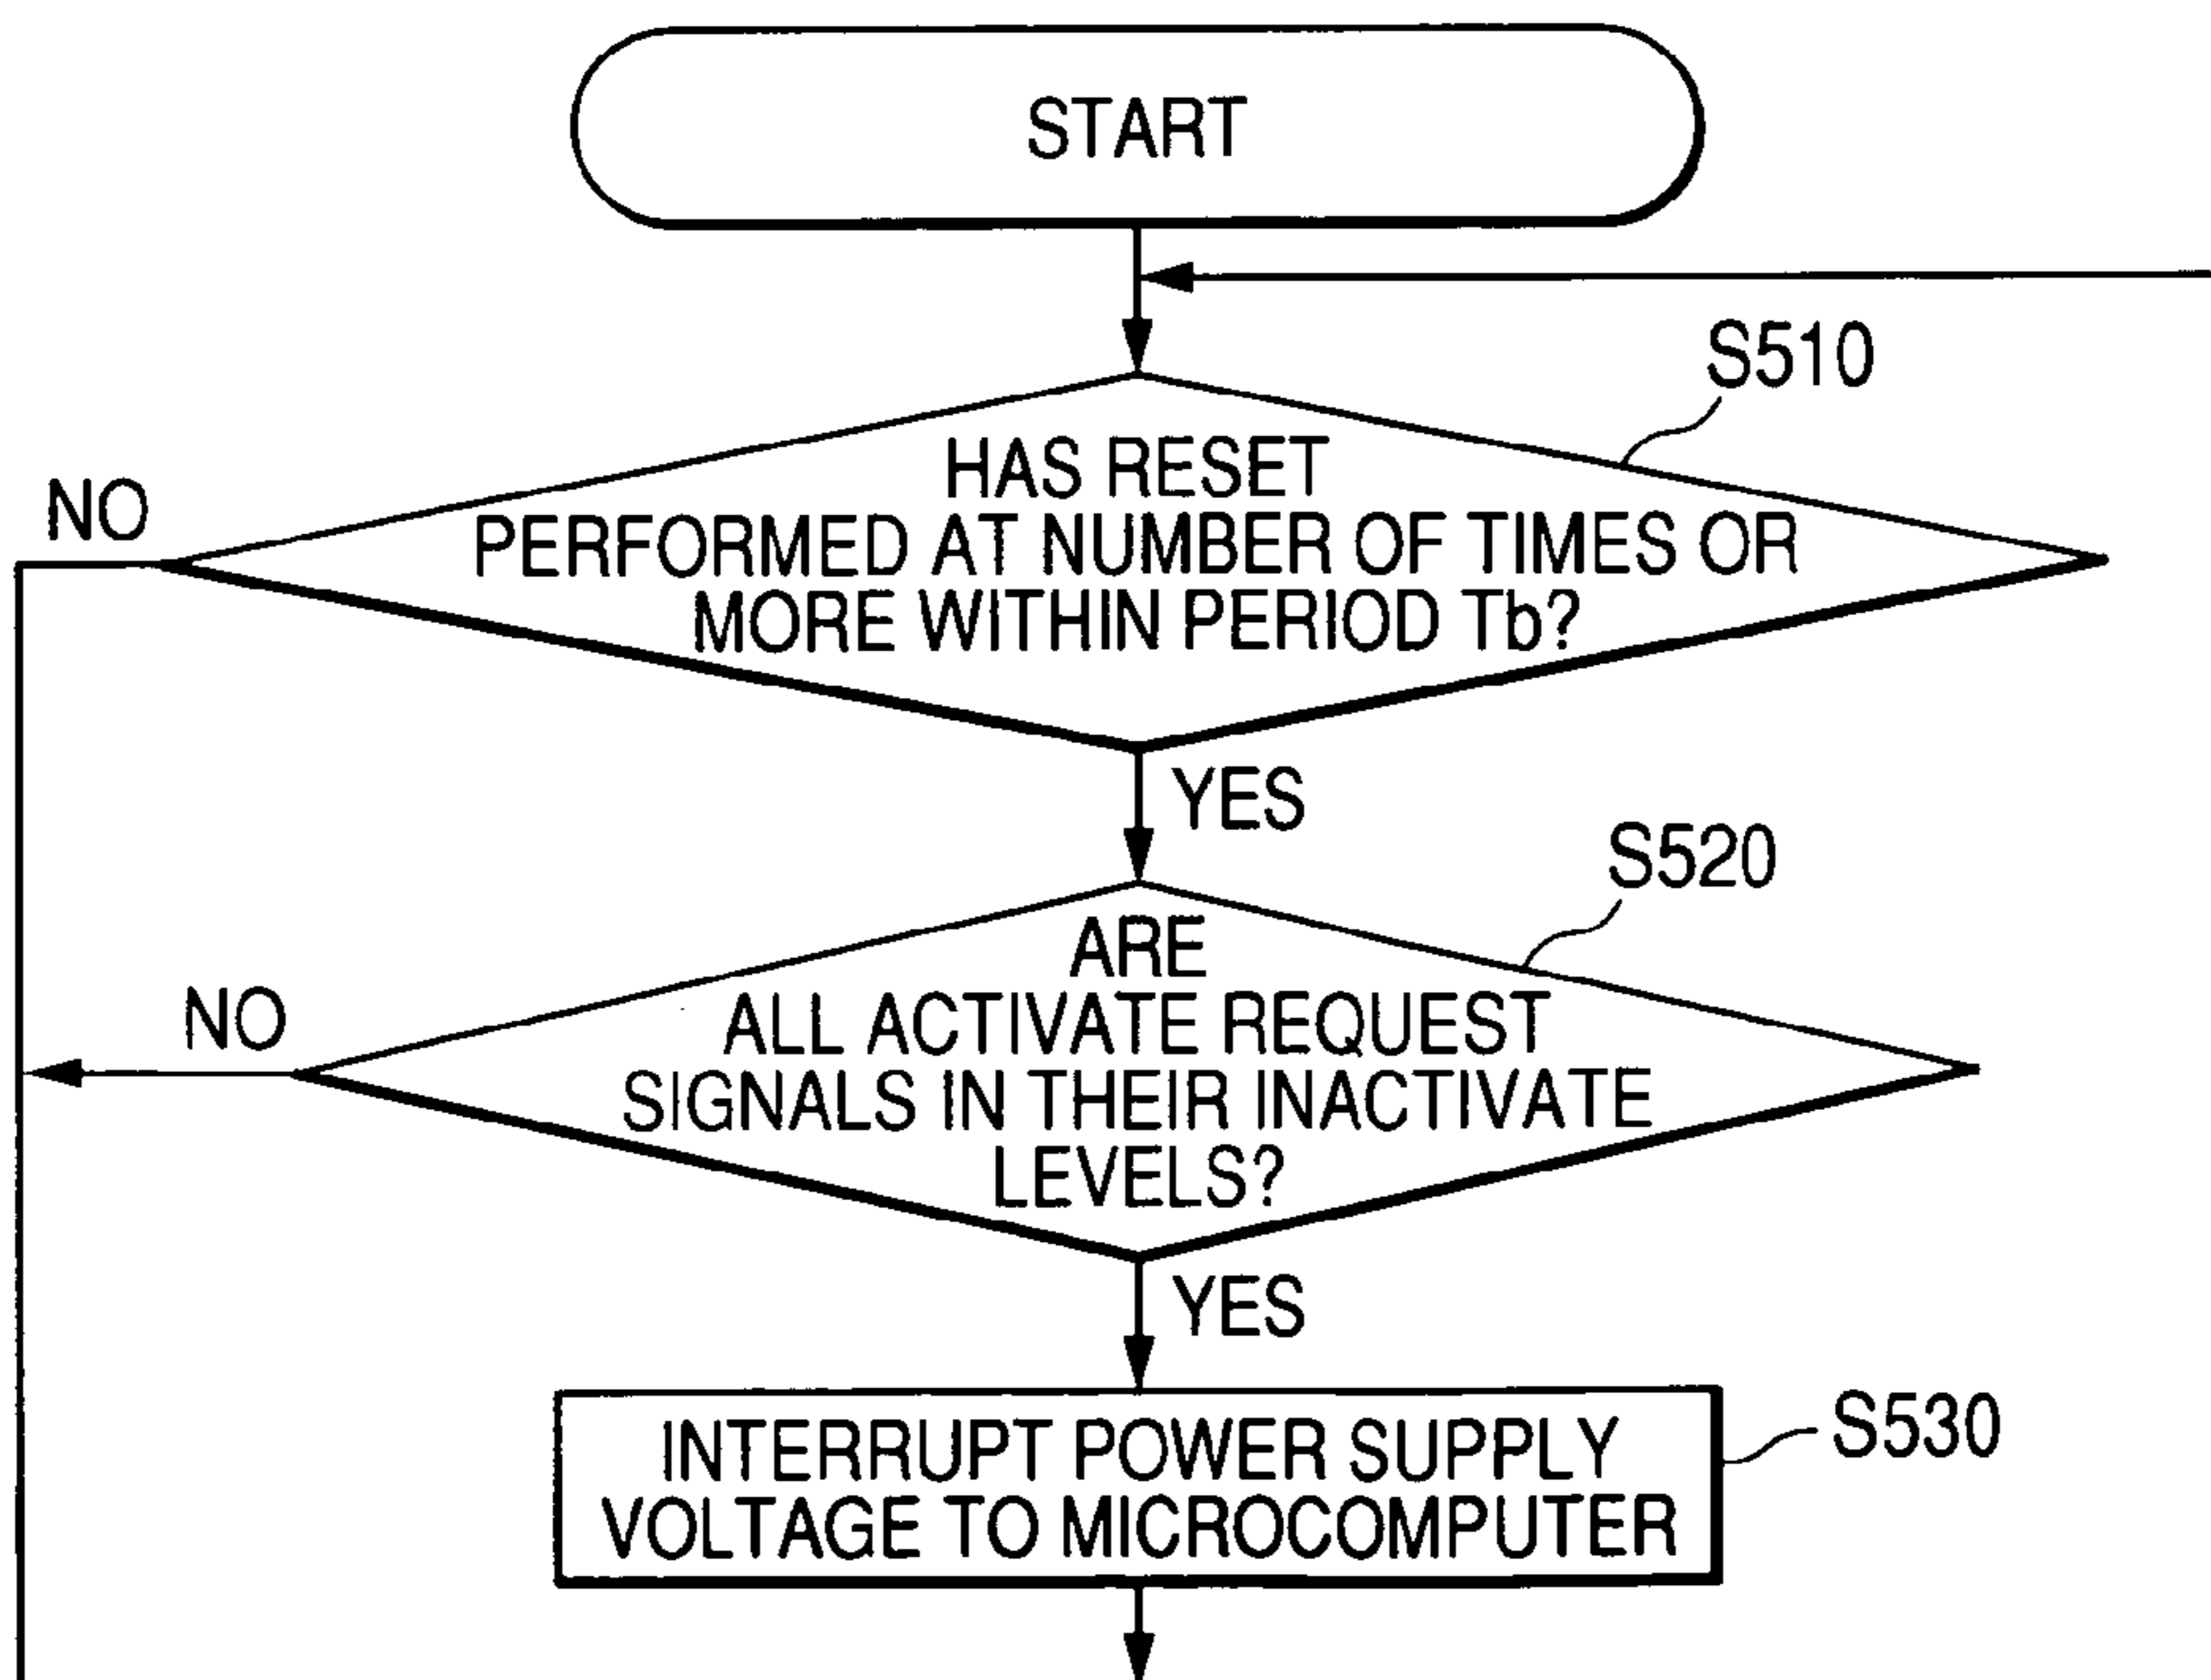 START
S510
HAS RESET
PERFORMED AT NUMBER OF TIMES OR
MORE WITHIN PERIOD Tb?
NO
YES
S520
ARE
ALL ACTIVATE REQUEST
SIGNALS IN THEIR INACTIVATE
LEVELS?
NO
YES
INTERRUPT POWER SUPPLY
VOLTAGE TO MICROCOMPUTER
S530